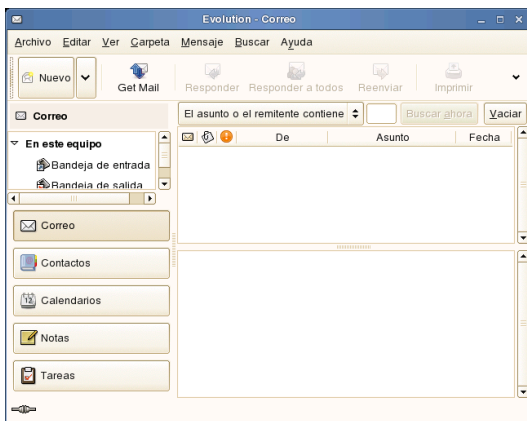 Evolution - Correo
Archivo Editar Ver Carpeta Mensaje Buscar Ayuda
Nuevo Get Mail Responder Responder a todos Reenviar Imprimir
Correo El asunto o el remitente contiene Buscar ahora Vaciar
En este equipo De Asunto Fecha
Bandeja de entrada
Bandeja de salida
Correo
Contactos
12 Calendarios
Notas
Tareas